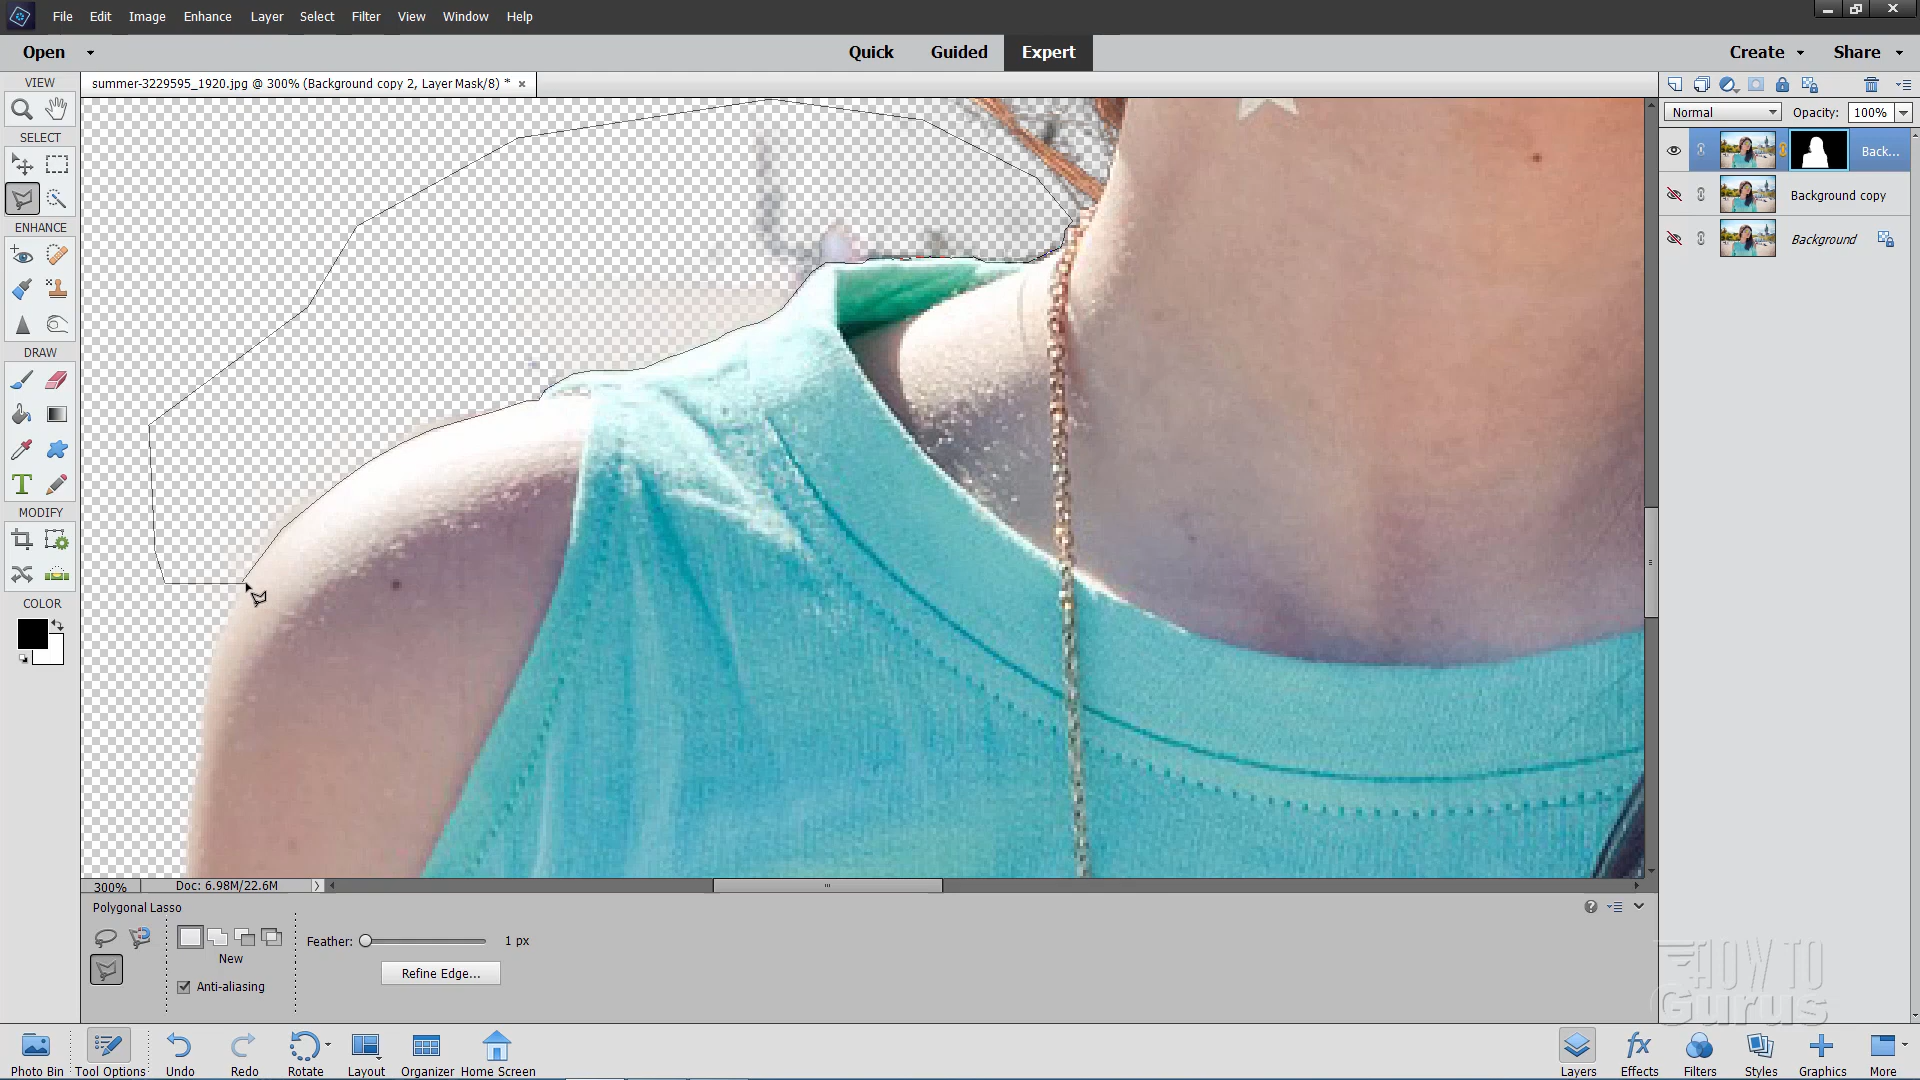 File Edit Image Enhance Layer Select Filter View Window Help
Open Quick Guided Expert Create Share
VIEW
summer-3229595_1920.jpg @ 300% (Background copy 2, Layer Mask/8) * ×
Normal Opacity: 100%
SELECT
Back...
Background copy
ENHANCE
Background
DRAW
T
MODIFY
COLOR
300% Doc: 6.98M/22.6M
Polygonal Lasso
Feather: 1 px
New
Refine Edge...
Anti-aliasing
HOW TO
Gurus
Photo Bin Tool Options Undo Redo Rotate Layout Organizer Home Screen Layers fx Effects Filters Styles Graphics More